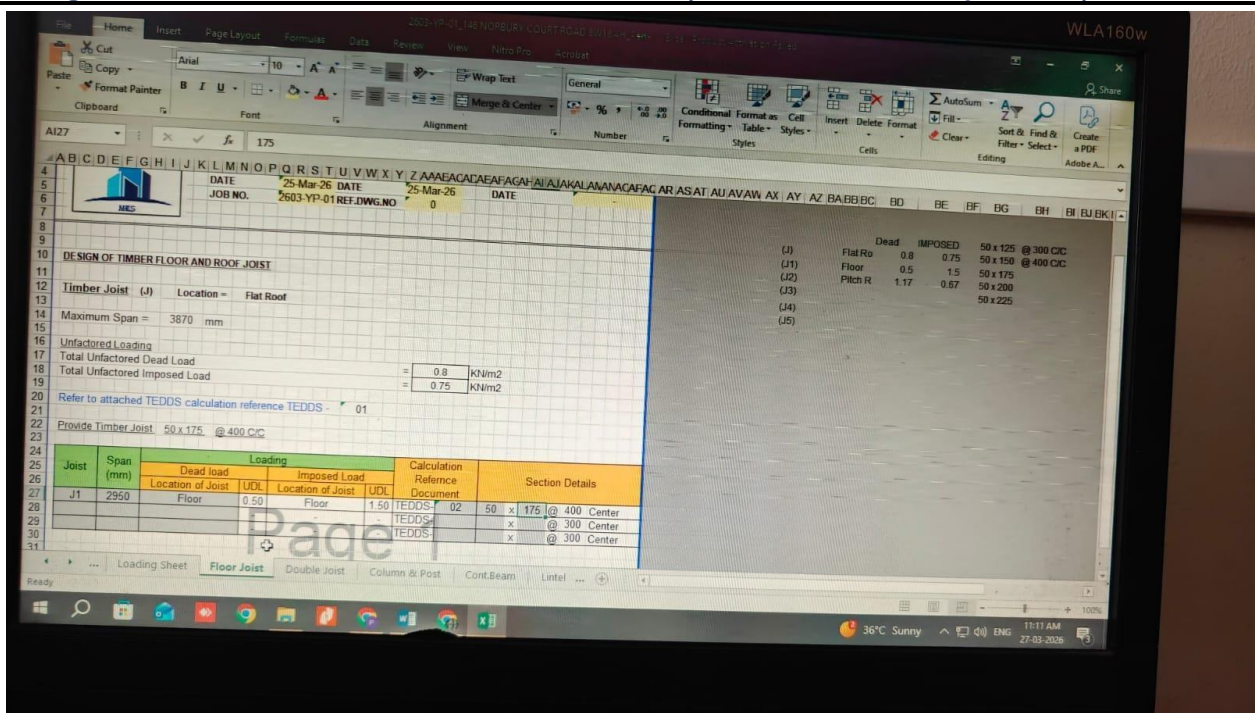 WLA160w
2603-YP-01_146 NORBURY COURT ROAD SW16
File Home Insert Page Layout Formulas Data Review View Nitro Pro Acrobat
Share
Paste
Cut
Copy
Format Painter
Clipboard
Arial 10
B I U
Font
Wrap Text
Merge & Center
Alignment
General
Number
Conditional Formatting
Format as Table
Cell Styles
Styles
Insert Delete Format
Cells
AutoSum
Fill
Clear
Sort & Filter
Find & Select
Editing
Create a PDF
Adobe A...
AI27 fx 175
DATE 25-Mar-26 DATE 25-Mar-26 DATE -
JOB NO. 2603-YP-01 REF.DWG.NO 0
DESIGN OF TIMBER FLOOR AND ROOF JOIST
Timber Joist (J) Location = Flat Roof
Maximum Span = 3870 mm
Unfactored Loading
Total Unfactored Dead Load = 0.8 KN/m2
Total Unfactored Imposed Load = 0.75 KN/m2
Refer to attached TEDDS calculation reference TEDDS - 01
Provide Timber Joist 50 x 175 @ 400 C/C
Joist Span (mm) Loading Calculation Refernce Document Section Details
Dead load Imposed Load
Location of Joist UDL Location of Joist UDL
J1 2950 Floor 0.50 Floor 1.50 TEDDS- 02 50 x 175 @ 400 Center
- TEDDS- x @ 300 Center
TEDDS- x @ 300 Center
Page 1
Dead IMPOSED
(J) Flat Ro 0.8 0.75 50 x 125 @ 300 C/C
(J1) Floor 0.5 1.5 50 x 150 @ 400 C/C
(J2) Pitch R 1.17 0.67 50 x 175
(J3) 50 x 200
(J4) 50 x 225
(J5)
... Loading Sheet Floor Joist Double Joist Column & Post Cont.Beam Lintel ...
Ready
100%
36°C Sunny ENG 11:11 AM
27-03-2026